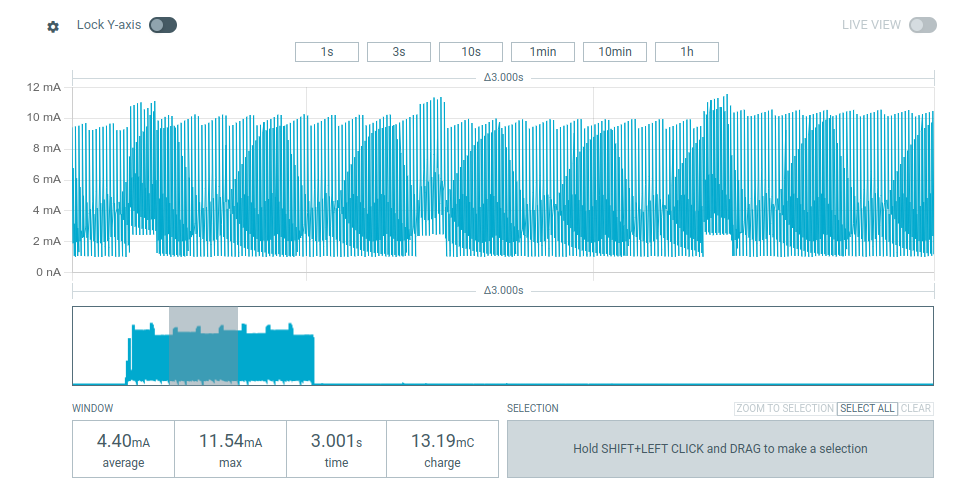 Lock Y-axis
LIVE VIEW
1s 3s 10s 1min 10min 1h
Δ3.000s
12 mA
10 mA
8 mA
6 mA
4 mA
2 mA
0 nA
Δ3.000s
WINDOW
SELECTION
ZOOM TO SELECTION SELECT ALL CLEAR
4.40mA 11.54mA 3.001s 13.19mC
average max time charge
Hold SHIFT+LEFT CLICK and DRAG to make a selection